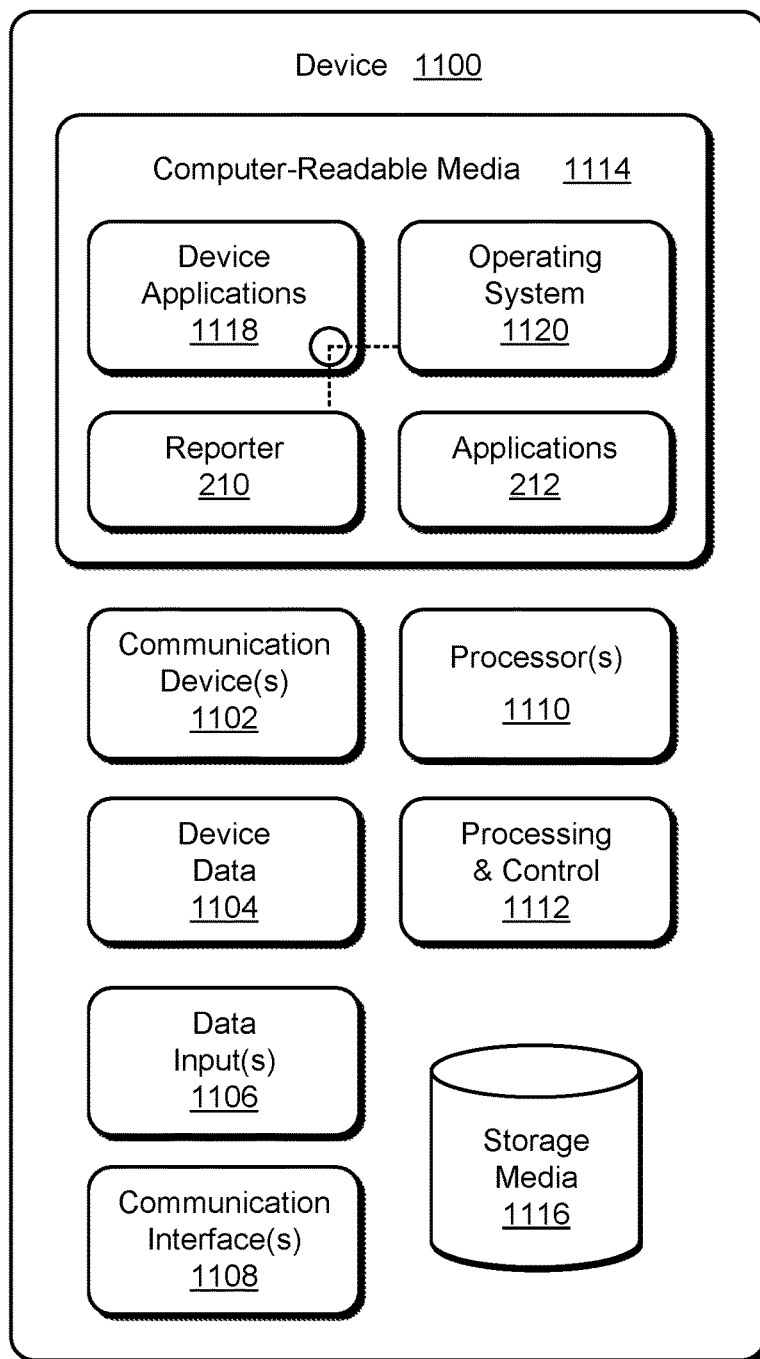 Device 1100
Computer-Readable Media 1114
Device
Applications
1118
Operating
System
1120
Reporter
210
Applications
212
Communication
Device(s)
1102
Processor(s)
1110
Device
Data
1104
Processing
& Control
1112
Data
Input(s)
1106
Storage
Media
1116
Communication
Interface(s)
1108